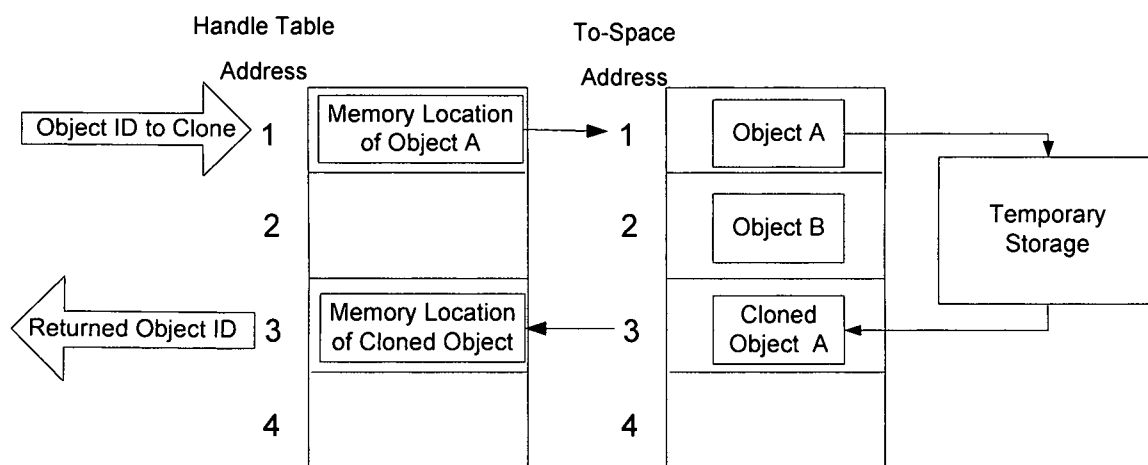 Handle Table
To-Space
Address
Address
Object ID to Clone
1
Memory Location
of Object A
1
Object A
2
2
Object B
Temporary
Storage
Returned Object ID
3
Memory Location
of Cloned Object
3
Cloned
Object A
4
4